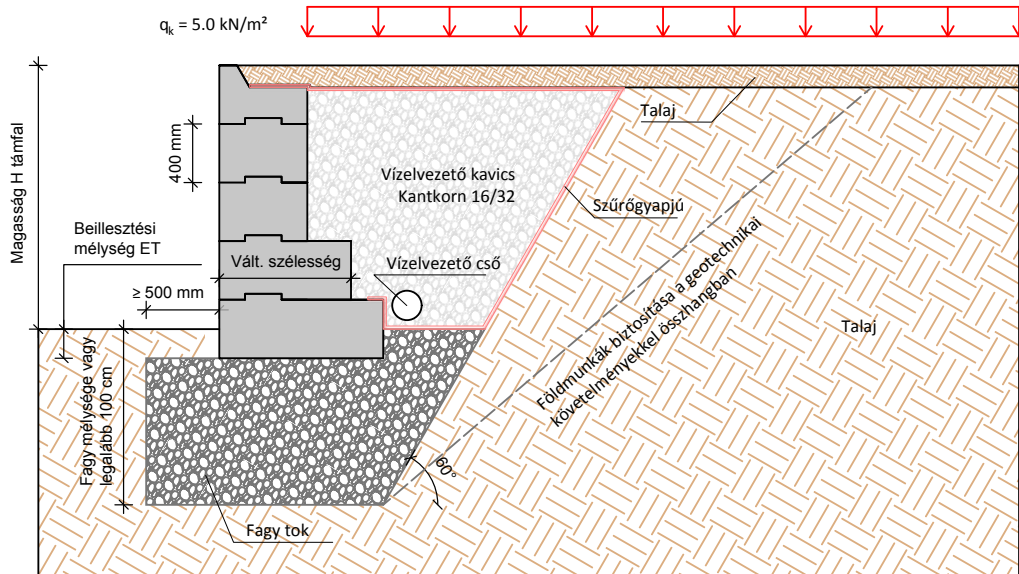 qk = 5.0 kN/m²
Magasság H támfal
400 mm
Talaj
Vízelvezető kavics
Kantkorn 16/32
Szűrőgyapjú
Beillesztési
mélység ET
Vált. szélesség
Vízelvezető cső
≥ 500 mm
Földmunkák biztosítása a geotechnikai
követelményekkel összhangban
Talaj
Fagy mélysége vagy
legalább 100 cm
60°
Fagy tok